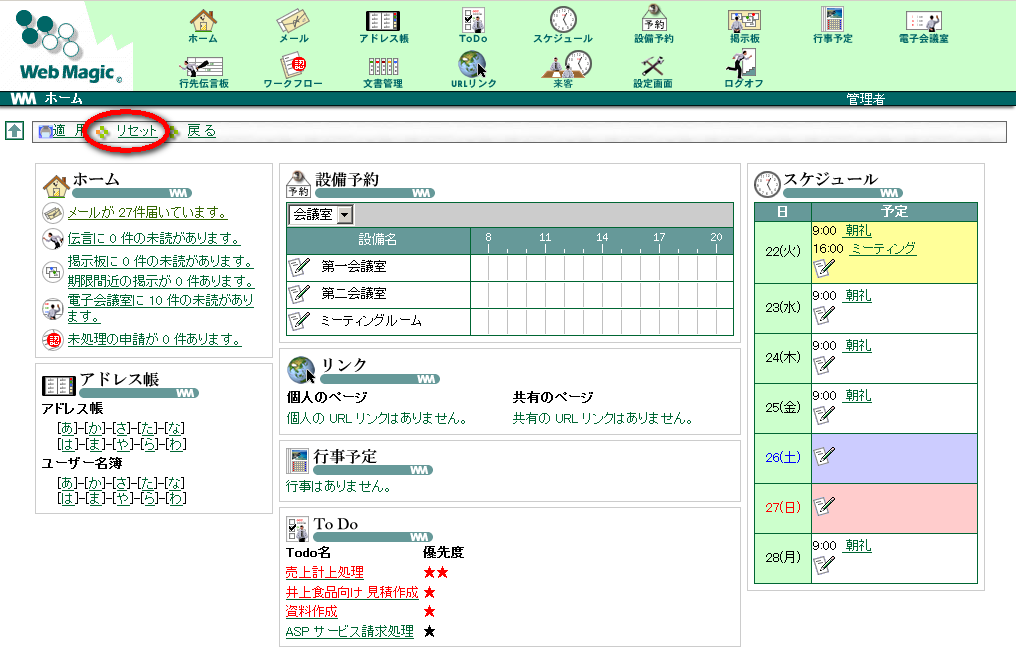 Web Magic
ホーム
メール
アドレス帳
ToDo
スケジュール
設備予約
予約
掲示板
行事予定
電子会議室
行先伝言板
ワークフロー
認
文書管理
URLリンク
来客
設定画面
ログオフ
WM ホーム
管理者
適 用
リセット
戻る
ホーム
WM
メールが 27件届いています。
伝言に 0 件の未読があります。
掲示板に 0 件の未読があります。
期限間近の掲示が 0 件あります。
電子会議室に 10 件の未読があり
ます。
認
未処理の申請が 0 件あります。
アドレス帳
WM
アドレス帳
[あ]-[か]-[さ]-[た]-[な]
[は]-[ま]-[や]-[ら]-[わ]
ユーザー名簿
[あ]-[か]-[さ]-[た]-[な]
[は]-[ま]-[や]-[ら]-[わ]
予約
設備予約
WM
会議室
設備名
8 11 14 17 20
第一会議室
第二会議室
ミーティングルーム
リンク
WM
個人のページ 共有のページ
個人の URL リンクはありません。 共有の URL リンクはありません。
行事予定
WM
行事はありません。
To Do
WM
Todo名 優先度
売上計上処理 ★★
井上食品向け 見積作成 ★
資料作成 ★
ASP サービス請求処理 ★
スケジュール
WM
日 予定
22(火) 9:00 朝礼
16:00 ミーティング
23(水) 9:00 朝礼
24(木) 9:00 朝礼
25(金) 9:00 朝礼
26(土)
27(日)
28(月) 9:00 朝礼